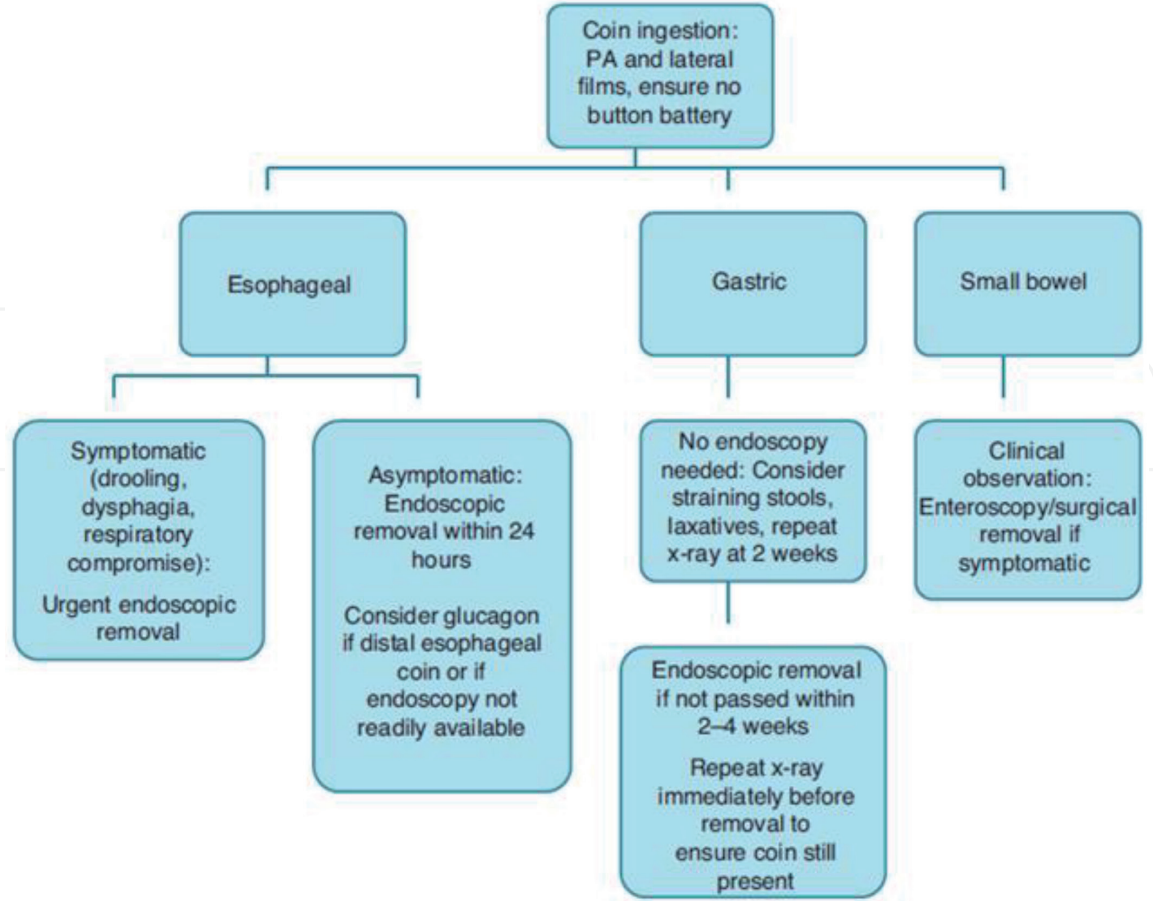 Coin ingestion:
PA and lateral
films, ensure no
button battery
Esophageal
Gastric
Small bowel
Symptomatic
(drooling,
dysphagia,
respiratory
compromise):
Urgent endoscopic
removal
Asymptomatic:
Endoscopic
removal within 24
hours
Consider glucagon
if distal esophageal
coin or if
endoscopy not
readily available
No endoscopy
needed: Consider
straining stools,
laxatives, repeat
x-ray at 2 weeks
Endoscopic removal
if not passed within
2–4 weeks
Repeat x-ray
immediately before
removal to
ensure coin still
present
Clinical
observation:
Enteroscopy/surgical
removal if
symptomatic